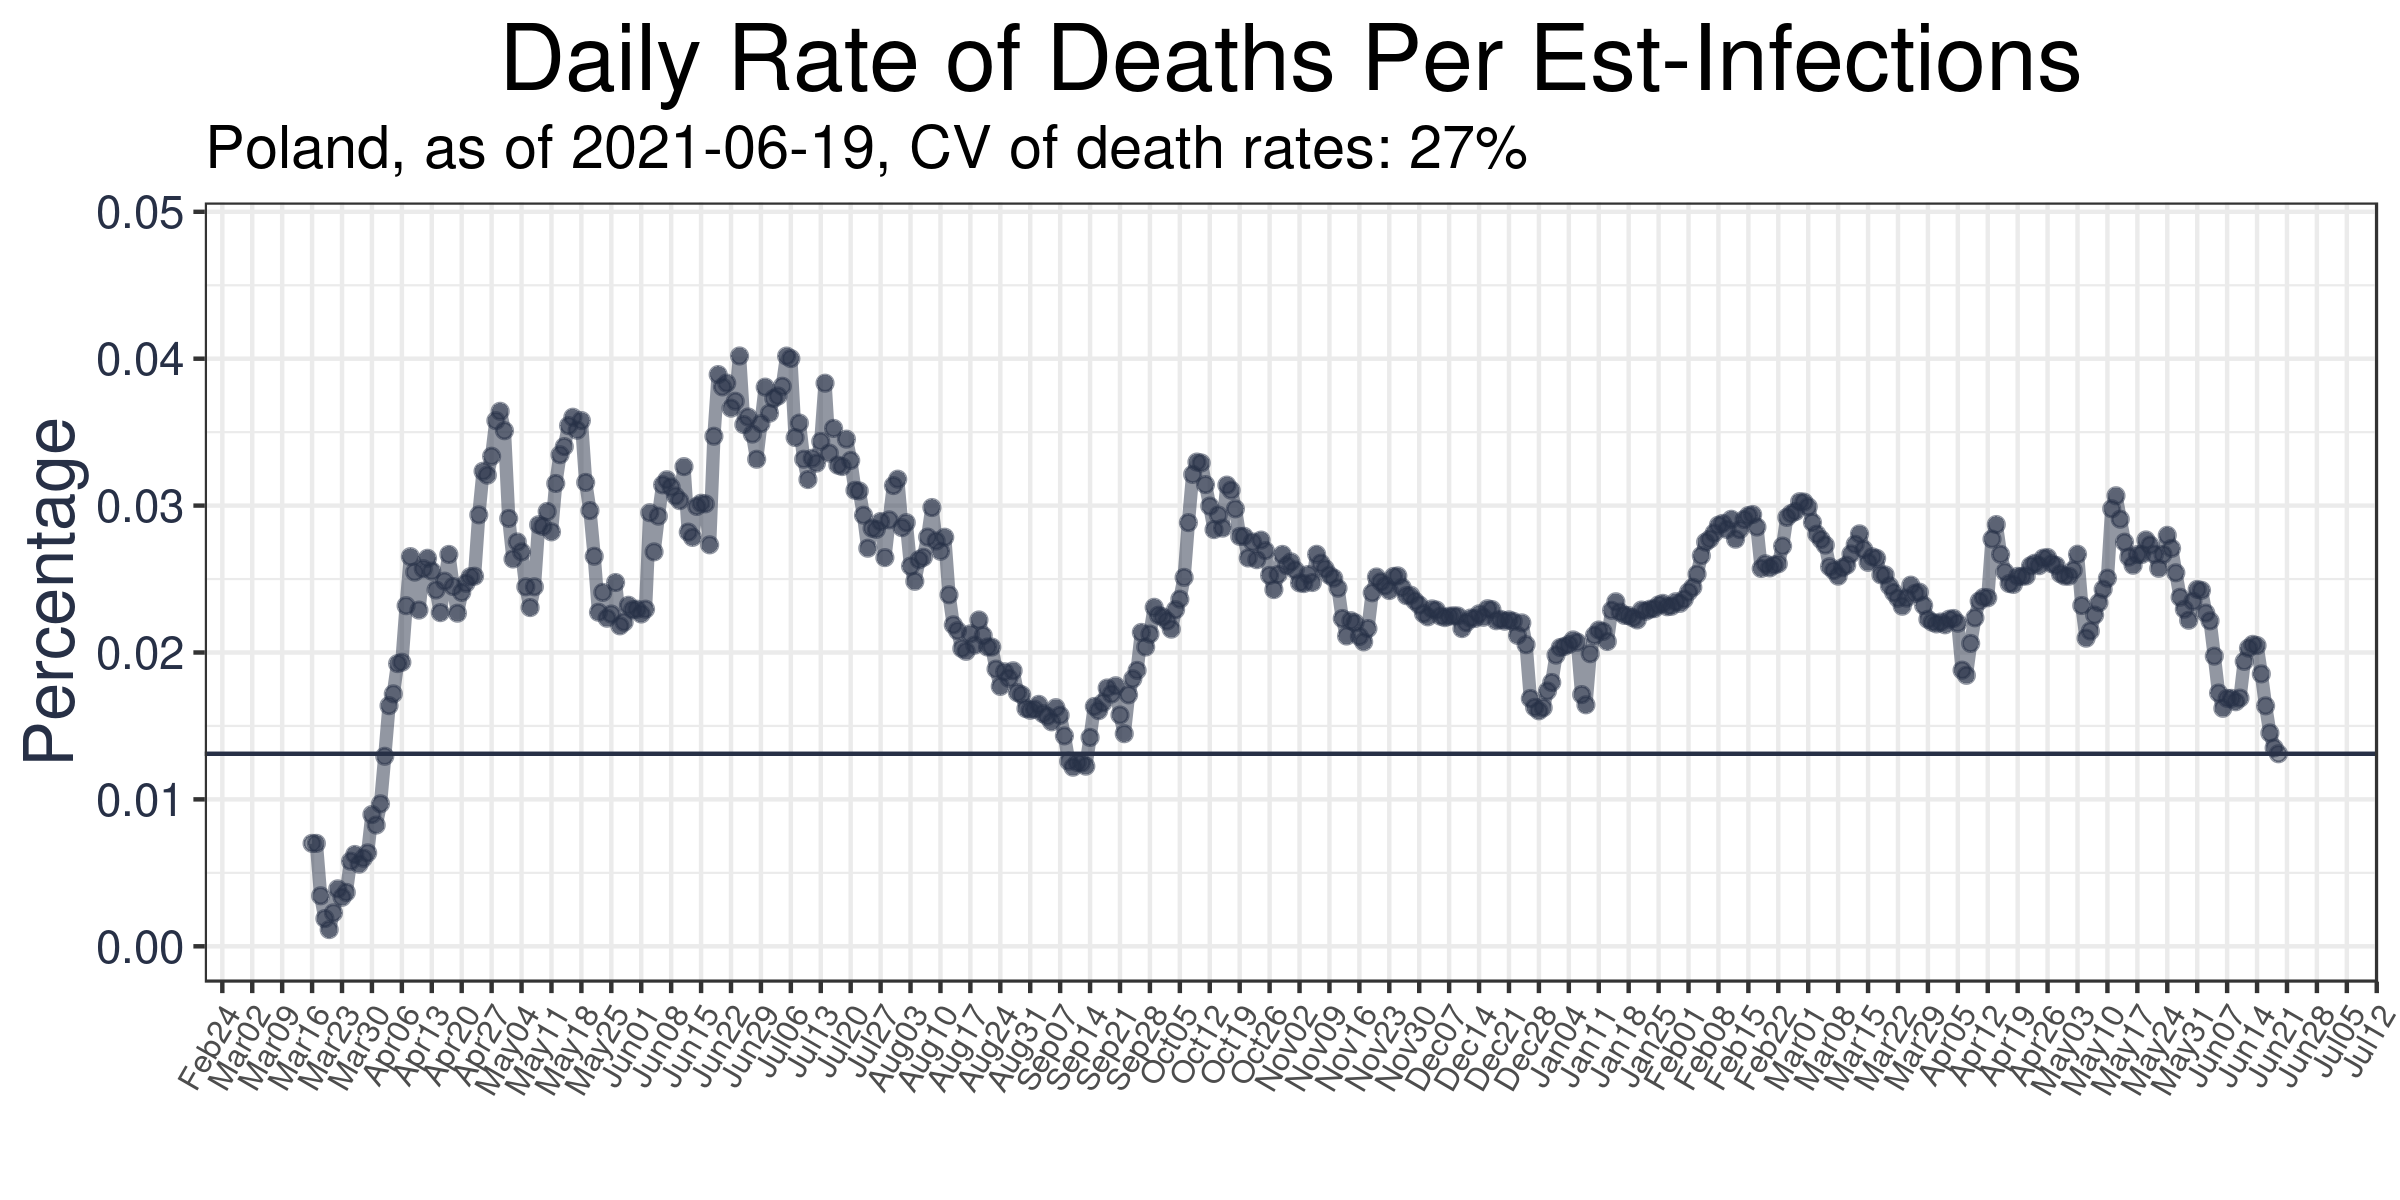 Daily Rate of Deaths Per Est-Infections
Poland, as of 2021-06-19, CV of death rates: 27%
Percentage
0.05
0.04
0.03
0.02
0.01
0.00
Feb24
Mar02
Mar09
Mar16
Mar23
Mar30
Apr06
Apr13
Apr20
Apr27
May04
May11
May18
May25
Jun01
Jun08
Jun15
Jun22
Jun29
Jul06
Jul13
Jul20
Jul27
Aug03
Aug10
Aug17
Aug24
Aug31
Sep07
Sep14
Sep21
Sep28
Oct05
Oct12
Oct19
Oct26
Nov02
Nov09
Nov16
Nov23
Nov30
Dec07
Dec14
Dec21
Dec28
Jan04
Jan11
Jan18
Jan25
Feb01
Feb08
Feb15
Feb22
Mar01
Mar08
Mar15
Mar22
Mar29
Apr05
Apr12
Apr19
Apr26
May03
May10
May17
May24
May31
Jun07
Jun14
Jun21
Jun28
Jul05
Jul12